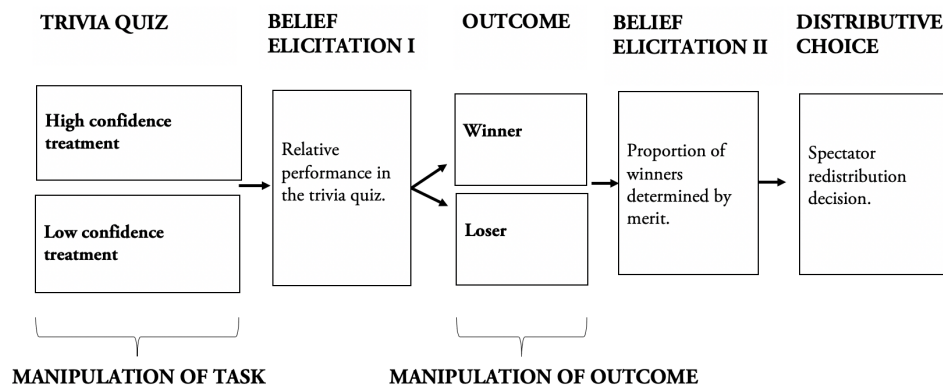 TRIVIA QUIZ
BELIEF
ELICITATION I
OUTCOME
BELIEF
ELICITATION II
DISTRIBUTIVE
CHOICE
High confidence
treatment
Low confidence
treatment
Relative
performance in
the trivia quiz.
Winner
Loser
Proportion of
winners
determined by
merit.
Spectator
redistribution
decision.
MANIPULATION OF TASK
MANIPULATION OF OUTCOME